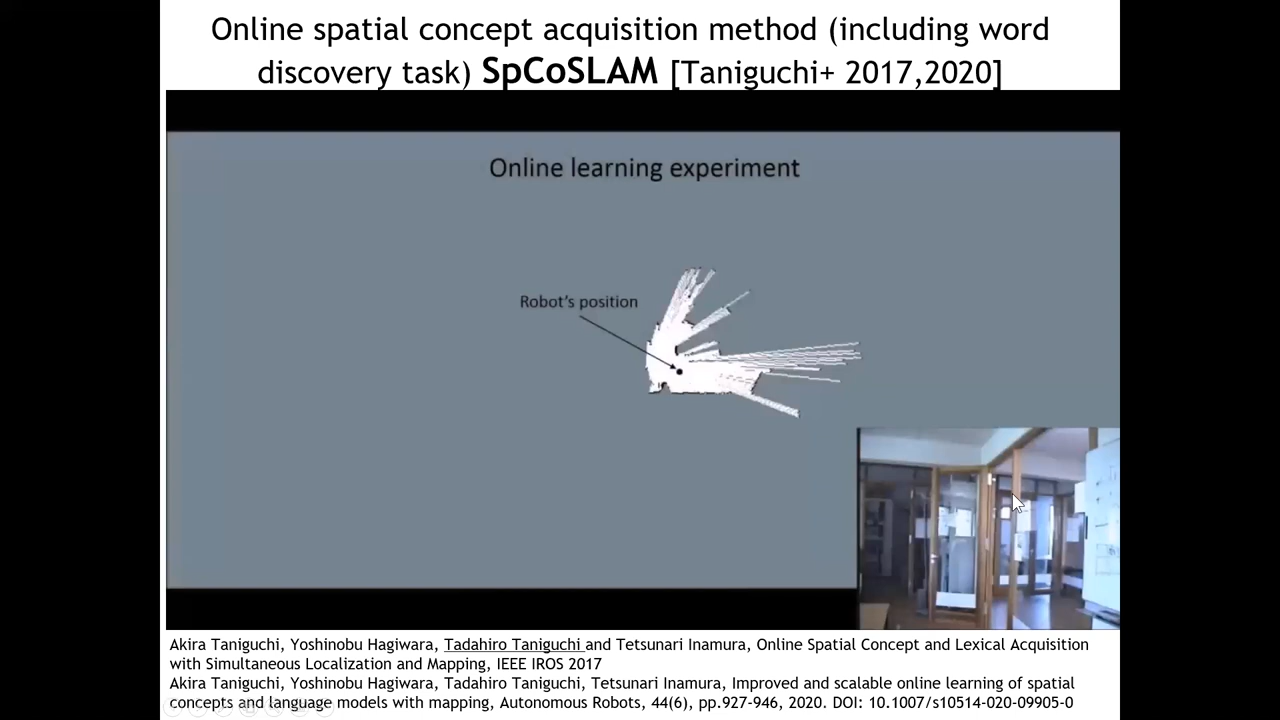 Online spatial concept acquisition method (including word
discovery task) SpCoSLAM [Taniguchi+ 2017,2020]
Online learning experiment
Robot's position
Akira Taniguchi, Yoshinobu Hagiwara, Tadahiro Taniguchi and Tetsunari Inamura, Online Spatial Concept and Lexical Acquisition
with Simultaneous Localization and Mapping, IEEE IROS 2017
Akira Taniguchi, Yoshinobu Hagiwara, Tadahiro Taniguchi, Tetsunari Inamura, Improved and scalable online learning of spatial
concepts and language models with mapping, Autonomous Robots, 44(6), pp.927-946, 2020. DOI: 10.1007/s10514-020-09905-0